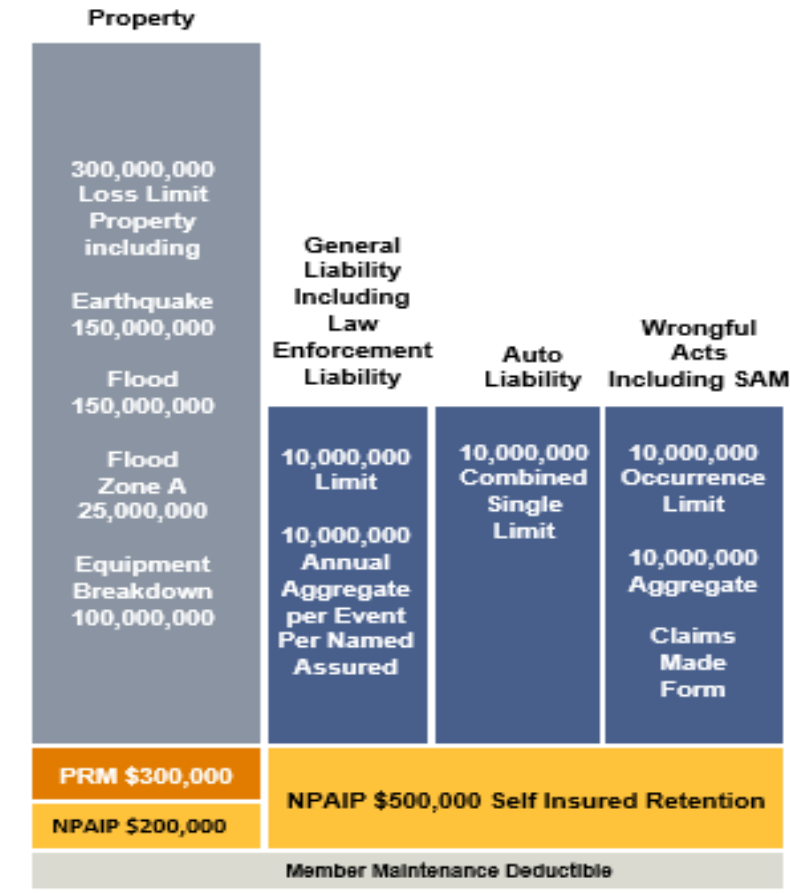 Property
300,000,000
Loss Limit
Property
including
Earthquake
150,000,000
Flood
150,000,000
Flood
Zone A
25,000,000
Equipment
Breakdown
100,000,000
General
Liability
Including
Law
Enforcement
Liability
10,000,000
Limit
10,000,000
Annual
Aggregate
per Event
Per Named
Assured
Auto
Liability
10,000,000
Combined
Single
Limit
Wrongful
Acts
Including SAM
10,000,000
Occurrence
Limit
10,000,000
Aggregate
Claims
Made
Form
PRM $300,000
NPAIP $200,000
NPAIP $500,000 Self Insured Retention
Member Maintenance Deductible